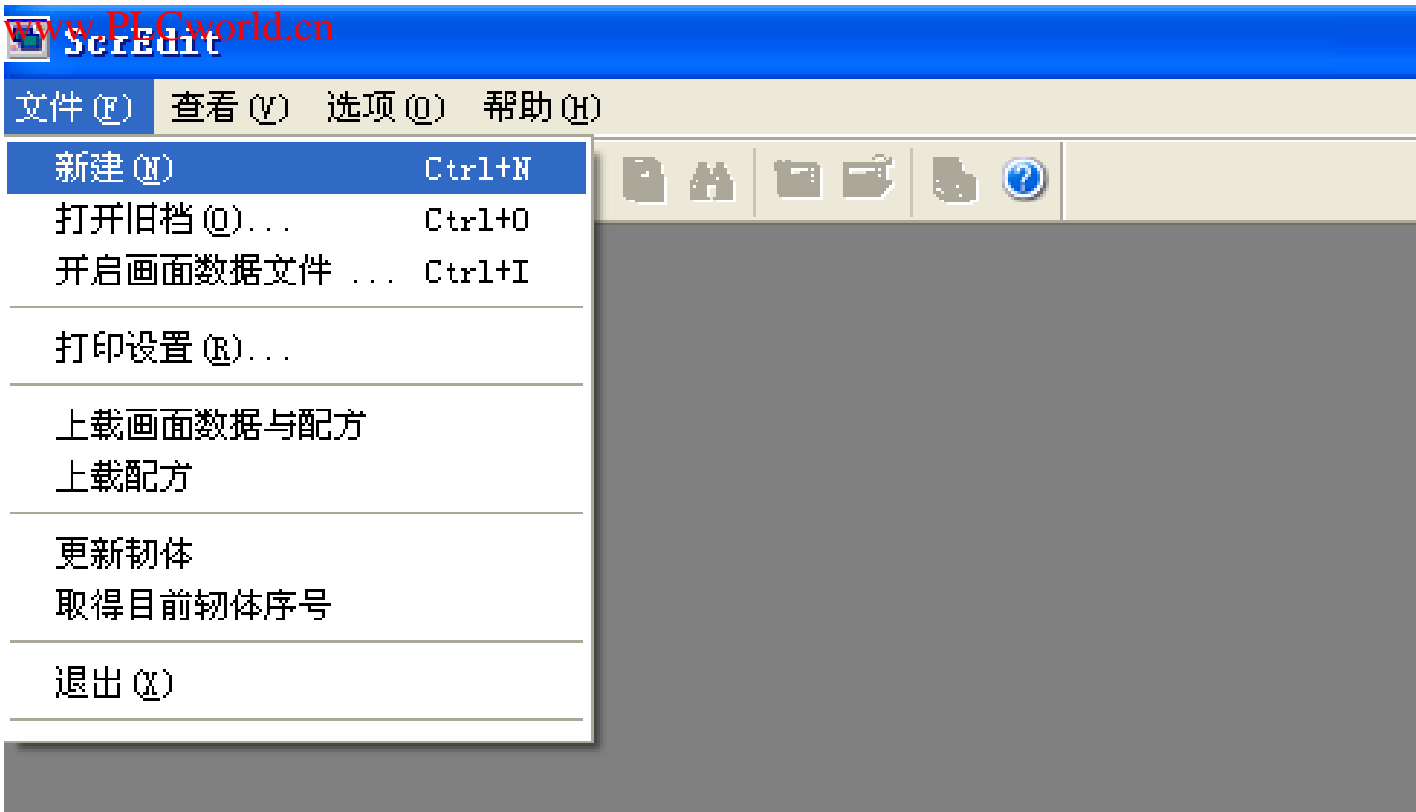 www.PLCworld.cn
ScrEdit
文件(F) 查看(V) 选项(O) 帮助(H)
新建(N) Ctrl+N
打开旧档(O)... Ctrl+O
开启画面数据文件 ... Ctrl+I
打印设置(R)...
上载画面数据与配方
上载配方
更新韧体
取得目前韧体序号
退出(X)